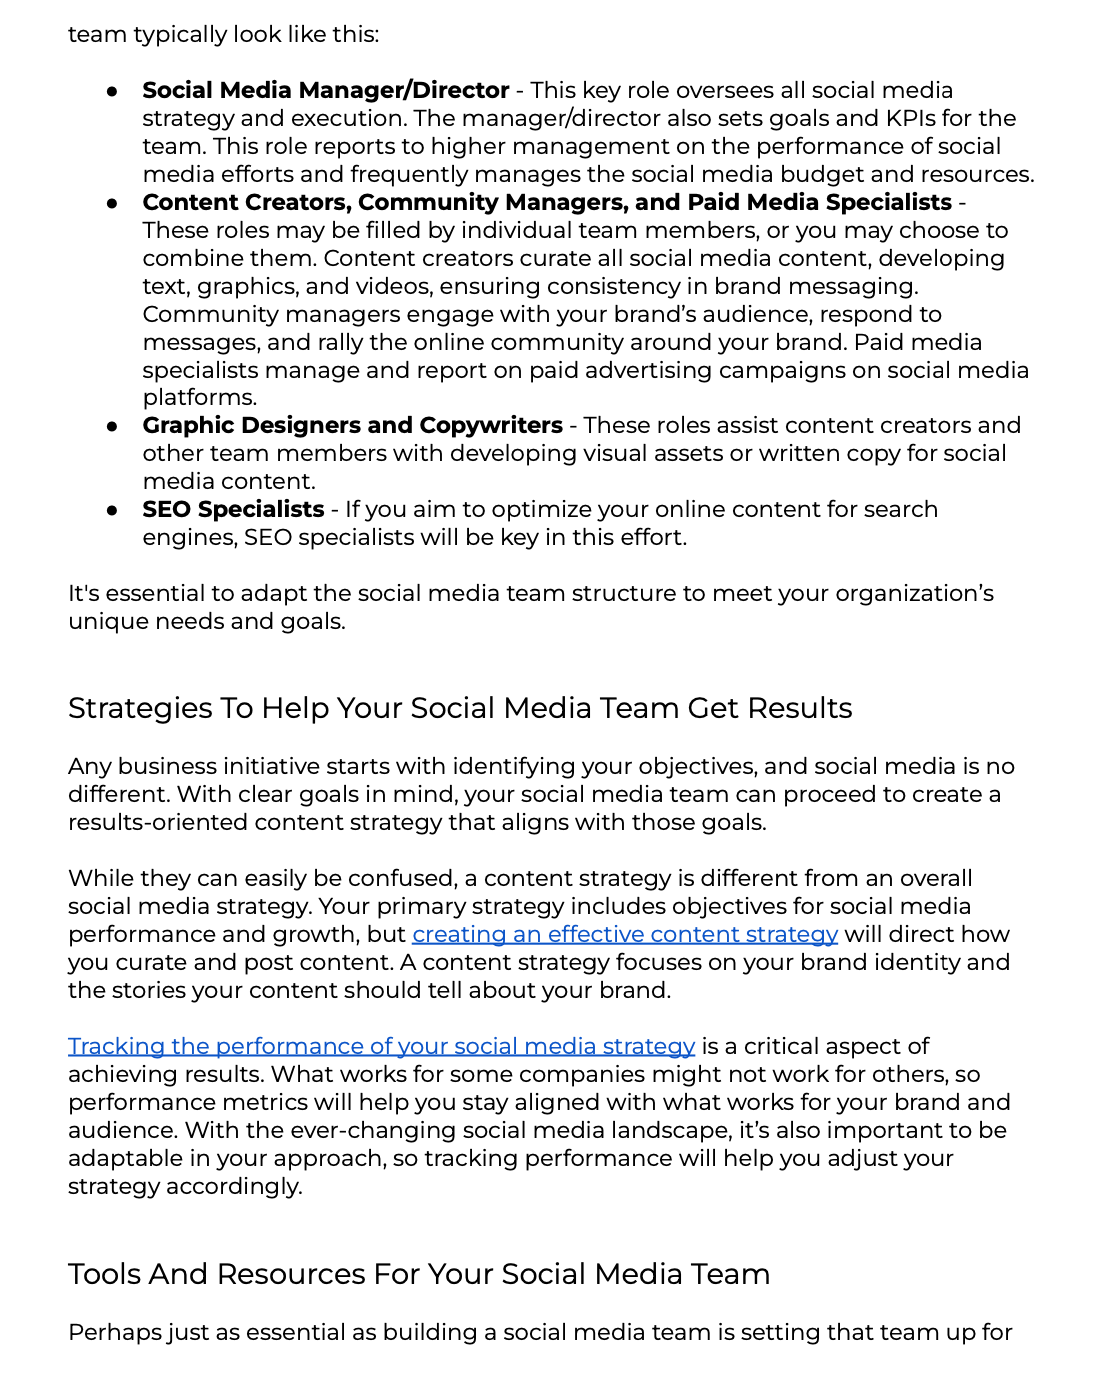 team typically look like this:
● Social Media Manager/Director - This key role oversees all social media
strategy and execution. The manager/director also sets goals and KPIs for the
team. This role reports to higher management on the performance of social
media efforts and frequently manages the social media budget and resources.
● Content Creators, Community Managers, and Paid Media Specialists -
These roles may be filled by individual team members, or you may choose to
combine them. Content creators curate all social media content, developing
text, graphics, and videos, ensuring consistency in brand messaging.
Community managers engage with your brand’s audience, respond to
messages, and rally the online community around your brand. Paid media
specialists manage and report on paid advertising campaigns on social media
platforms.
● Graphic Designers and Copywriters - These roles assist content creators and
other team members with developing visual assets or written copy for social
media content.
● SEO Specialists - If you aim to optimize your online content for search
engines, SEO specialists will be key in this effort.
It's essential to adapt the social media team structure to meet your organization’s
unique needs and goals.
Strategies To Help Your Social Media Team Get Results
Any business initiative starts with identifying your objectives, and social media is no
different. With clear goals in mind, your social media team can proceed to create a
results-oriented content strategy that aligns with those goals.
While they can easily be confused, a content strategy is different from an overall
social media strategy. Your primary strategy includes objectives for social media
performance and growth, but creating an effective content strategy will direct how
you curate and post content. A content strategy focuses on your brand identity and
the stories your content should tell about your brand.
Tracking the performance of your social media strategy is a critical aspect of
achieving results. What works for some companies might not work for others, so
performance metrics will help you stay aligned with what works for your brand and
audience. With the ever-changing social media landscape, it’s also important to be
adaptable in your approach, so tracking performance will help you adjust your
strategy accordingly.
Tools And Resources For Your Social Media Team
Perhaps just as essential as building a social media team is setting that team up for